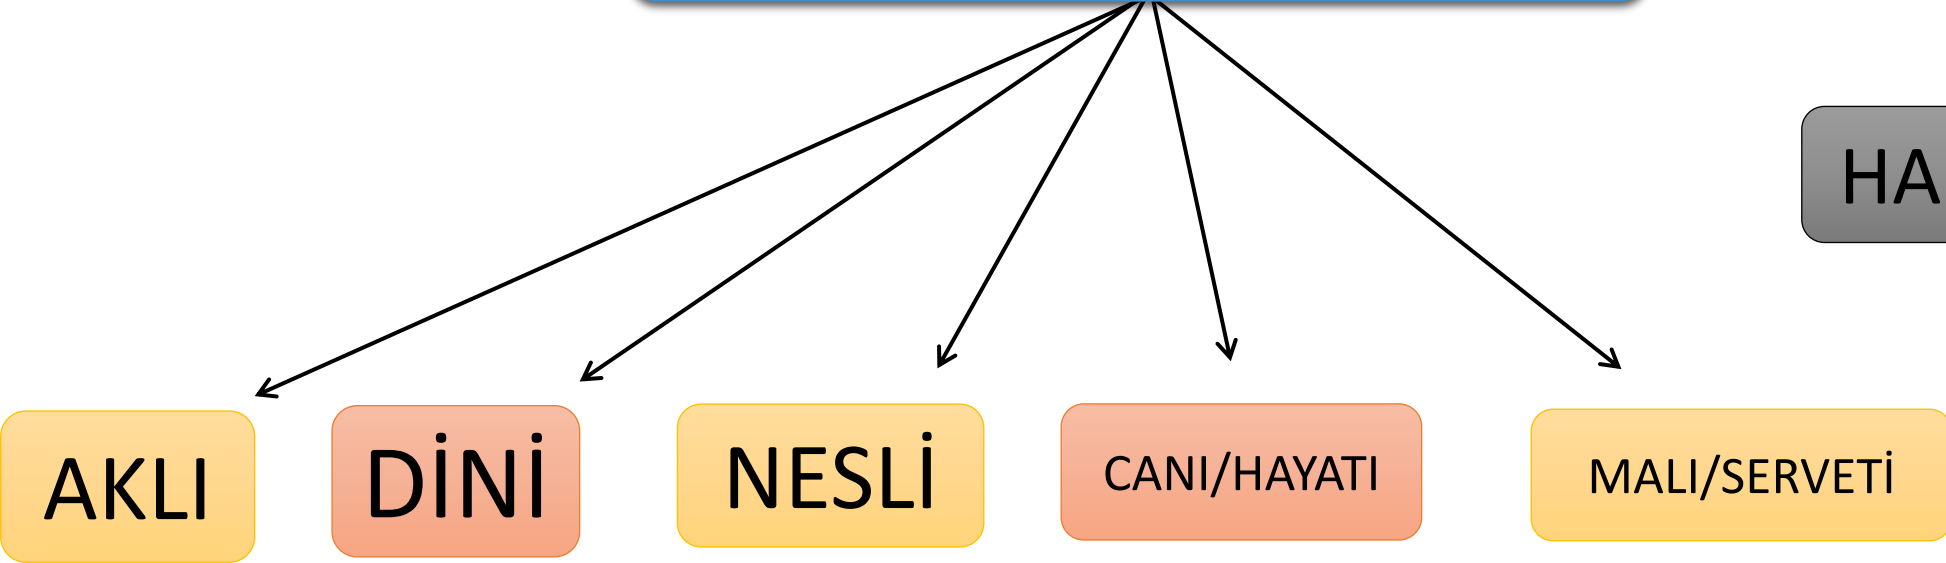 HA
AKLI
DİNİ
NESLİ
CANI/HAYATI
MALI/SERVETİ